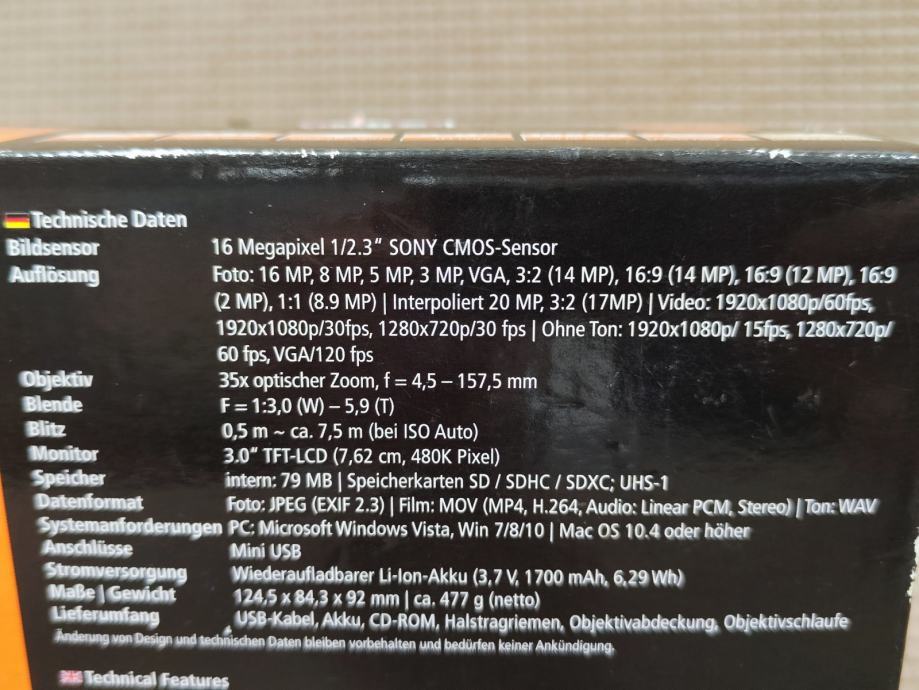 Technische Daten
Bildsensor 16 Megapixel 1/2.3" SONY CMOS-Sensor
Auflösung Foto: 16 MP, 8 MP, 5 MP, 3 MP, VGA, 3:2 (14 MP), 16:9 (14 MP), 16:9 (12 MP), 16:9
(2 MP), 1:1 (8.9 MP) | Interpoliert 20 MP, 3:2 (17MP) | Video: 1920x1080p/60fps,
1920x1080p/30fps, 1280x720p/30 fps | Ohne Ton: 1920x1080p/ 15fps, 1280x720p/
60 fps, VGA/120 fps
Objektiv 35x optischer Zoom, f = 4,5 – 157,5 mm
Blende F = 1:3,0 (W) – 5,9 (T)
Blitz 0,5 m ~ ca. 7,5 m (bei ISO Auto)
Monitor 3.0" TFT-LCD (7,62 cm, 480K Pixel)
Speicher intern: 79 MB | Speicherkarten SD / SDHC / SDXC; UHS-1
Datenformat Foto: JPEG (EXIF 2.3) | Film: MOV (MP4, H.264, Audio: Linear PCM, Stereo) | Ton: WAV
Systemanforderungen PC: Microsoft Windows Vista, Win 7/8/10 | Mac OS 10.4 oder höher
Anschlüsse Mini USB
Stromversorgung Wiederaufladbarer Li-Ion-Akku (3,7 V, 1700 mAh, 6,29 Wh)
Maße | Gewicht 124,5 x 84,3 x 92 mm | ca. 477 g (netto)
Lieferumfang USB-Kabel, Akku, CD-ROM, Halstragriemen, Objektivabdeckung, Objektivschlaufe
Änderung von Design und technischen Daten bleiben vorbehalten und bedürfen keiner Ankündigung.
Technical Features